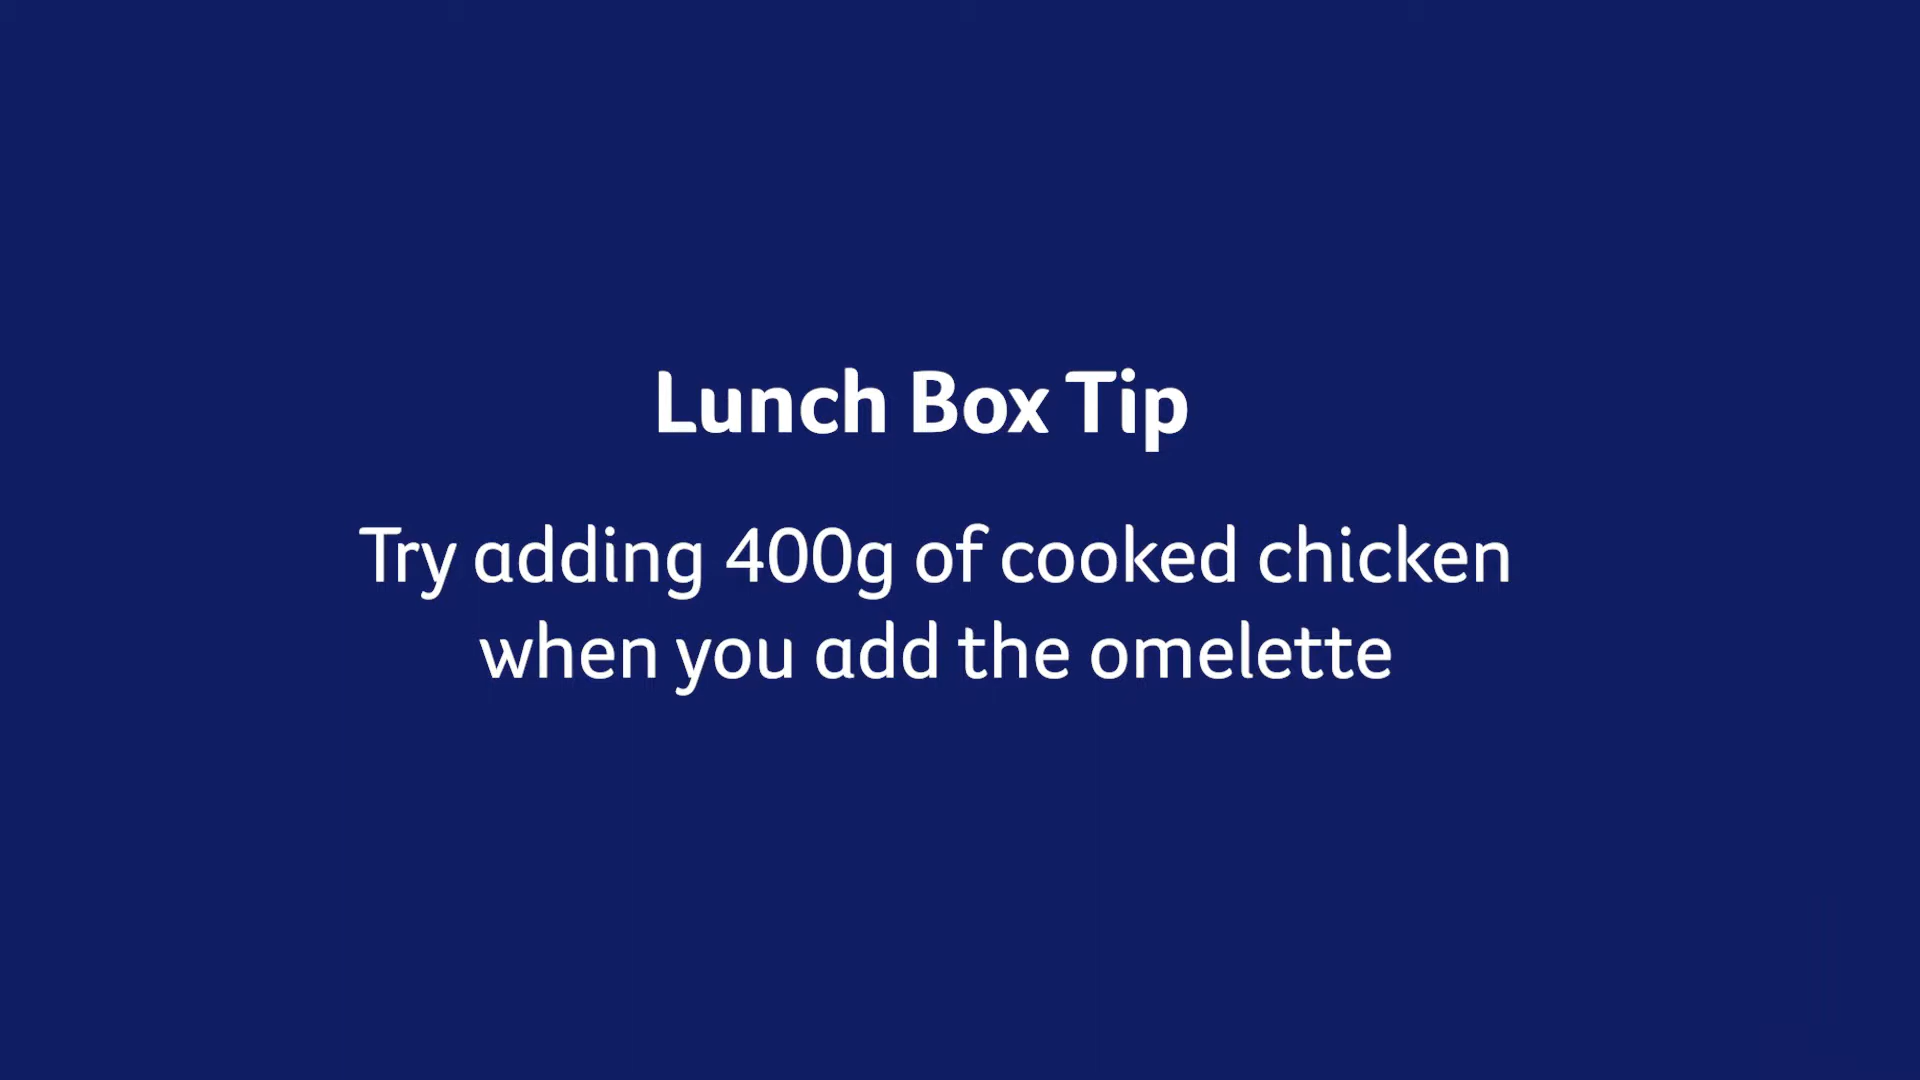 Lunch Box Tip
Try adding 400g of cooked chicken
when you add the omelette